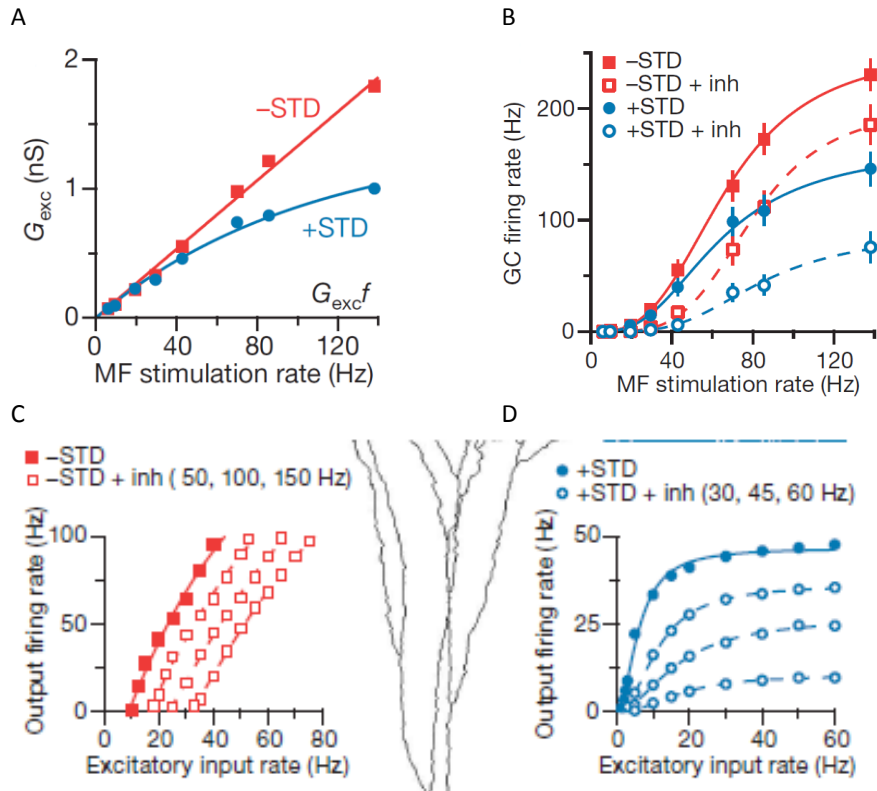 A
2
1
0
G_exc (nS)
–STD
+STD
G_exc f
0 40 80 120
MF stimulation rate (Hz)
B
–STD
–STD + inh
+STD
+STD + inh
200
100
0
GC firing rate (Hz)
0 40 80 120
MF stimulation rate (Hz)
C
–STD
–STD + inh ( 50, 100, 150 Hz)
100
50
0
Output firing rate (Hz)
0 20 40 60 80
Excitatory input rate (Hz)
D
+STD
+STD + inh (30, 45, 60 Hz)
50
25
0
Output firing rate (Hz)
0 20 40 60
Excitatory input rate (Hz)